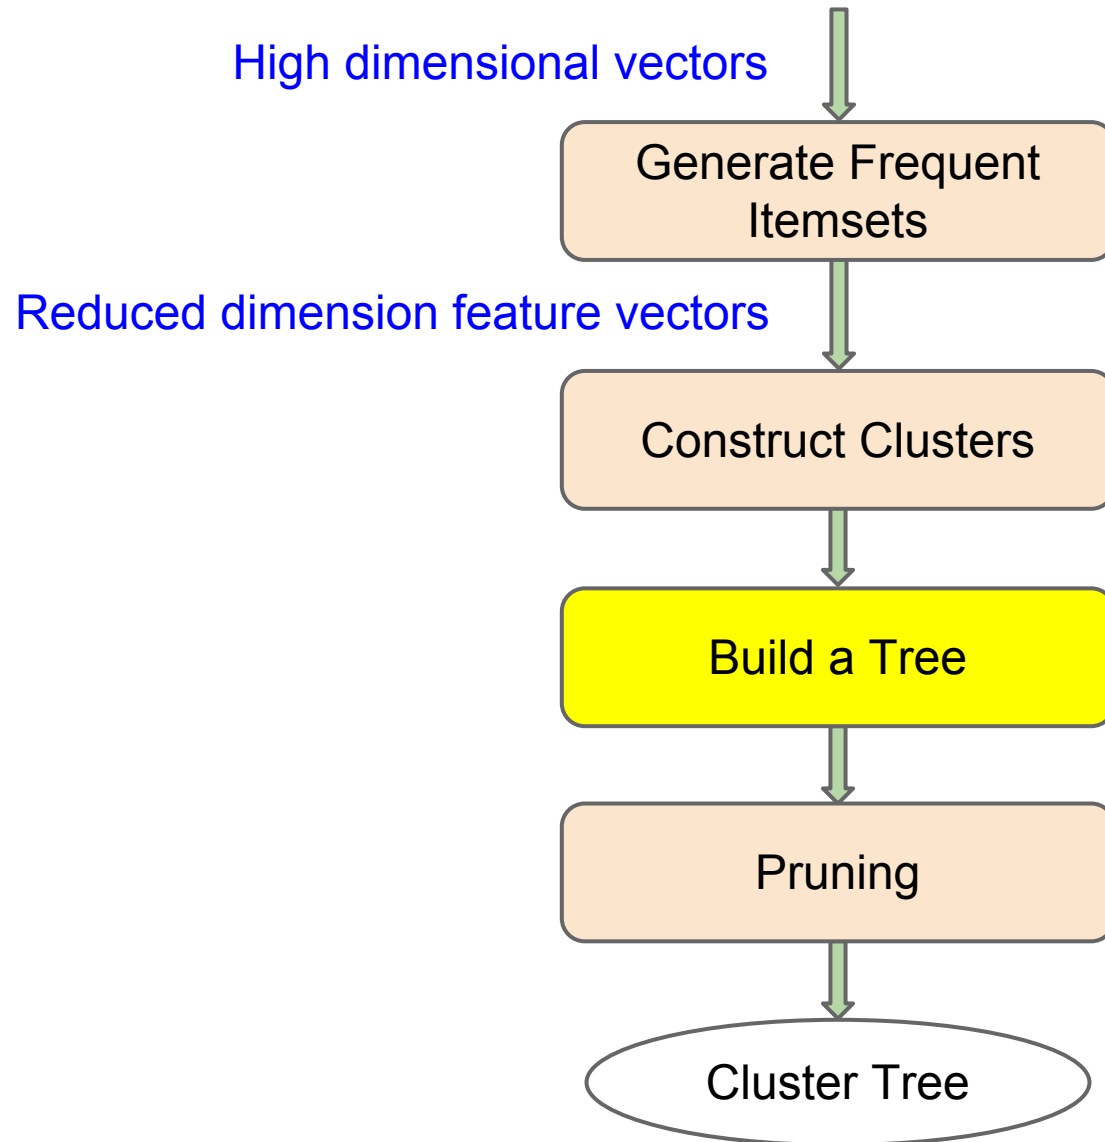 High dimensional vectors
Generate Frequent
Itemsets
Reduced dimension feature vectors
Construct Clusters
Build a Tree
Pruning
Cluster Tree